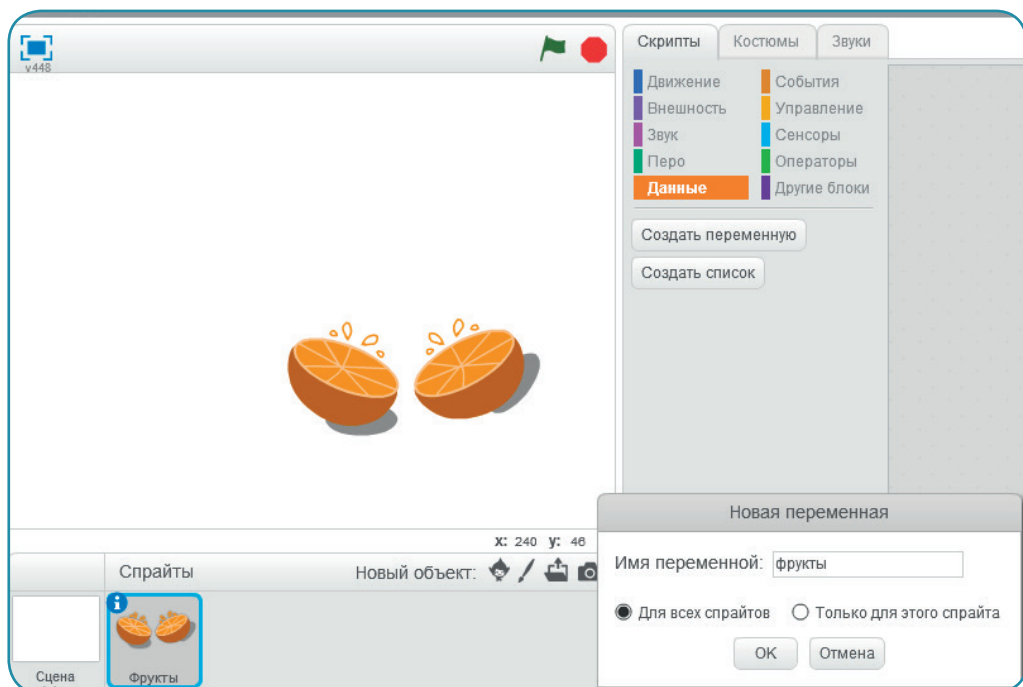 v448
Скрипты
Костюмы
Звуки
Движение
События
Внешность
Управление
Звук
Сенсоры
Перо
Операторы
Данные
Другие блоки
Создать переменную
Создать список
x: 240 y: 46
Спрайты
Новый объект:
Сцена
Фрукты
Новая переменная
Имя переменной: фрукты
Для всех спрайтов
Только для этого спрайта
OK
Отмена